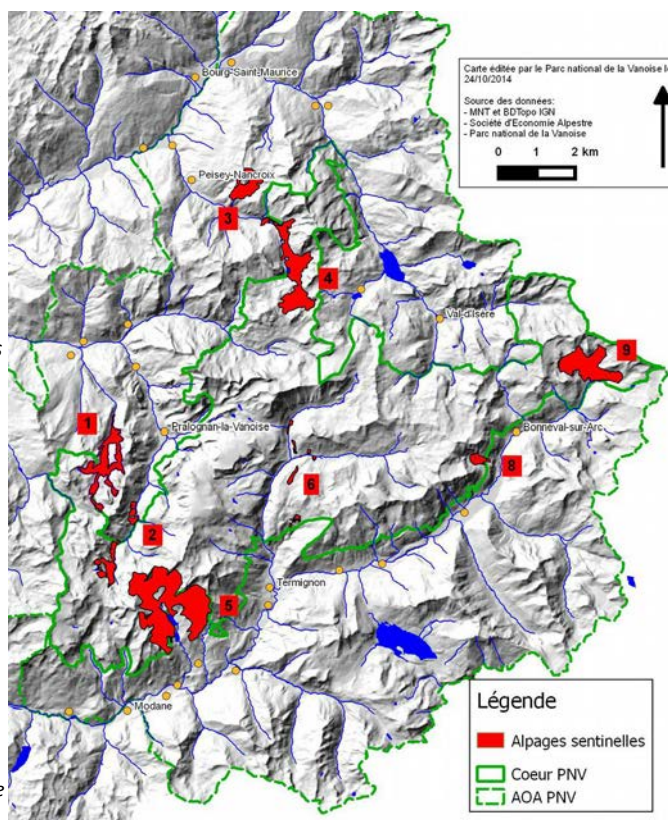 Carte éditée par le Parc national de la Vanoise le
24/10/2014
Source des données:
- MNT et BDTopo IGN
- Société d'Economie Alpestre
- Parc national de la Vanoise
0 1 2 km
Bourg-Saint-Maurice
Peisey-Nancroix
3
4
Val-d'Isère
s
9
1
Pralognan-la-Vanoise
Bonneval-sur-Arc
6
8
2
Termignon
5
Modane
Légende
Alpages sentinelles
Coeur PNV
AOA PNV
e